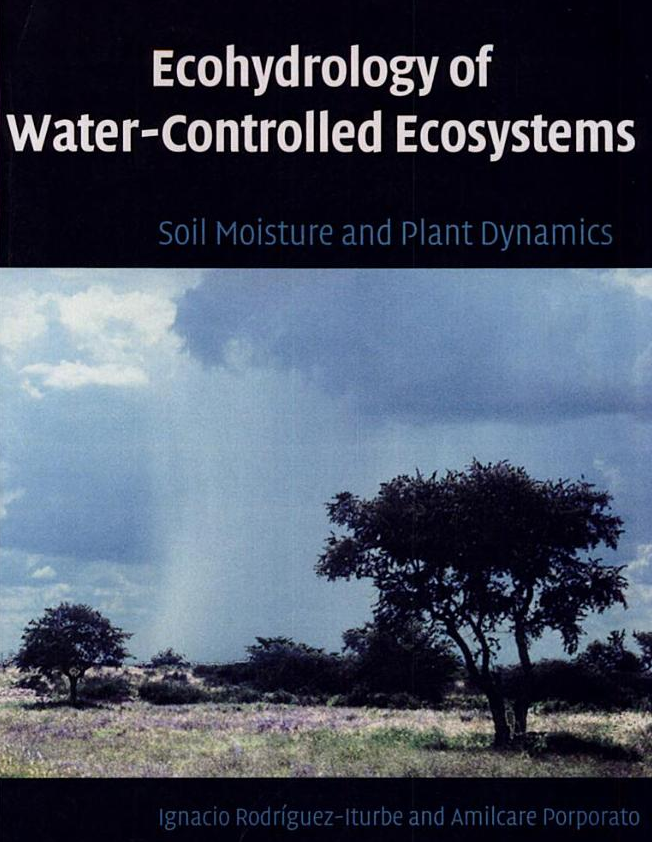 Ecohydrology of
Water-Controlled Ecosystems
Soil Moisture and Plant Dynamics
Ignacio Rodríguez-Iturbe and Amilcare Porporato